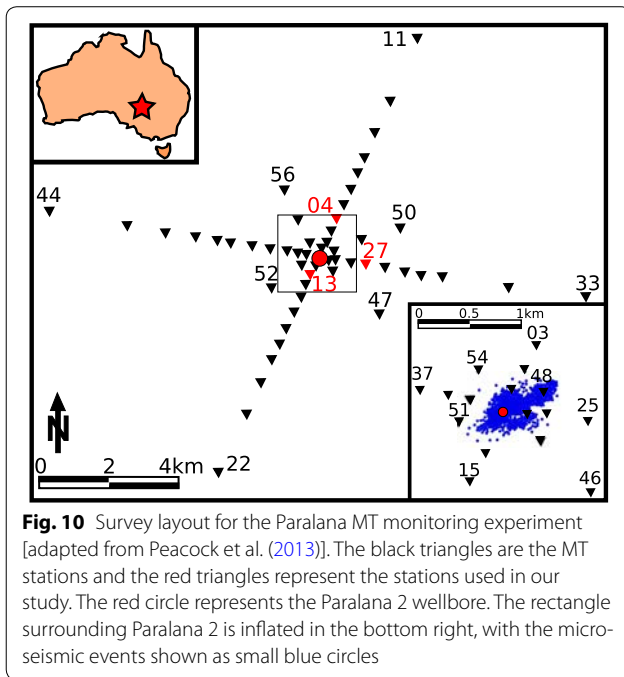 11
44
56
04
50
27
52
13
47
33
0 0.5 1km
03
54
37
48
51
25
15
46
N
0 2 4km
22
Fig. 10 Survey layout for the Paralana MT monitoring experiment
[adapted from Peacock et al. (2013)]. The black triangles are the MT
stations and the red triangles represent the stations used in our
study. The red circle represents the Paralana 2 wellbore. The rectangle
surrounding Paralana 2 is inflated in the bottom right, with the micro-
seismic events shown as small blue circles